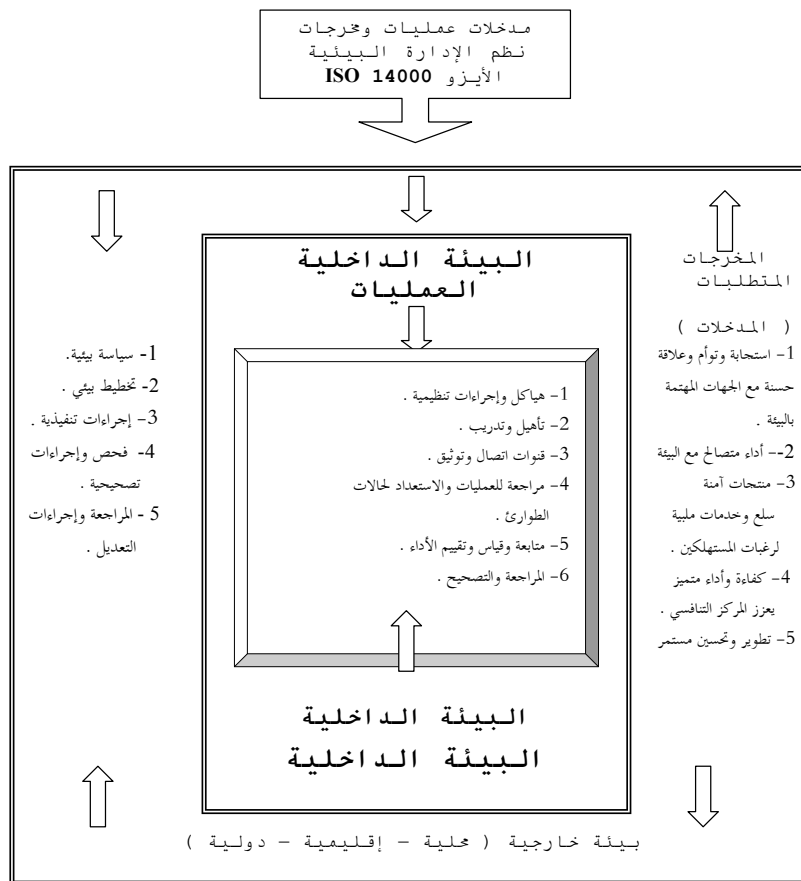 مدخلات عمليات ومخرجات
نظم الإدارة البيئية
الأيزو ISO 14000
المخرجات
المتطلبات
( المدخلات )
1- استجابة وتوأم وعلاقة
حسنة مع الجهات المهتمة
بالبيئة .
2-- أداء متصالح مع البيئة
3- منتجات آمنة
سلع وخدمات ملبية
لرغبات المستهلكين .
4- كفاءة وأداء متميز
يعزز المركز التنافسي .
5- تطوير وتحسين مستمر
البيئة الداخلية
العمليات
1- هياكل وإجراءات تنظيمية .
2- تأهيل وتدريب .
3- قنوات اتصال وتوثيق .
4- مراجعة للعمليات والاستعداد لحالات
الطوارئ .
5- متابعة وقياس وتقييم الأداء .
6- المراجعة والتصحيح .
البيئة الداخلية
البيئة الداخلية
1- سياسة بيئية.
2- تخطيط بيئي .
3- إجراءات تنفيذية .
4- فحص وإجراءات
تصحيحية .
5 - المراجعة وإجراءات
التعديل .
بيئة خارجية ( محلية – إقليمية – دولية )